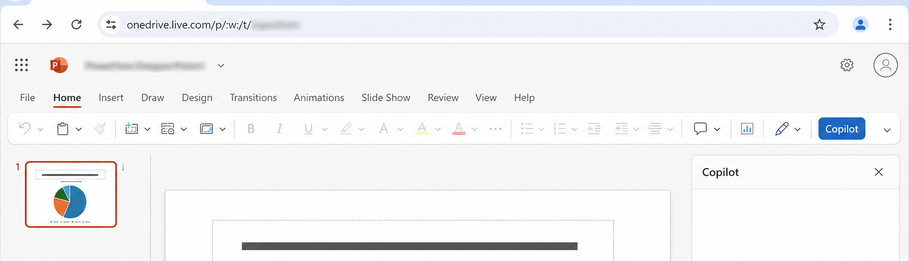 onedrive.live.com/p/:w:/t/
P
File Home Insert Draw Design Transitions Animations Slide Show Review View Help
B I U A A A Copilot
1
Copilot